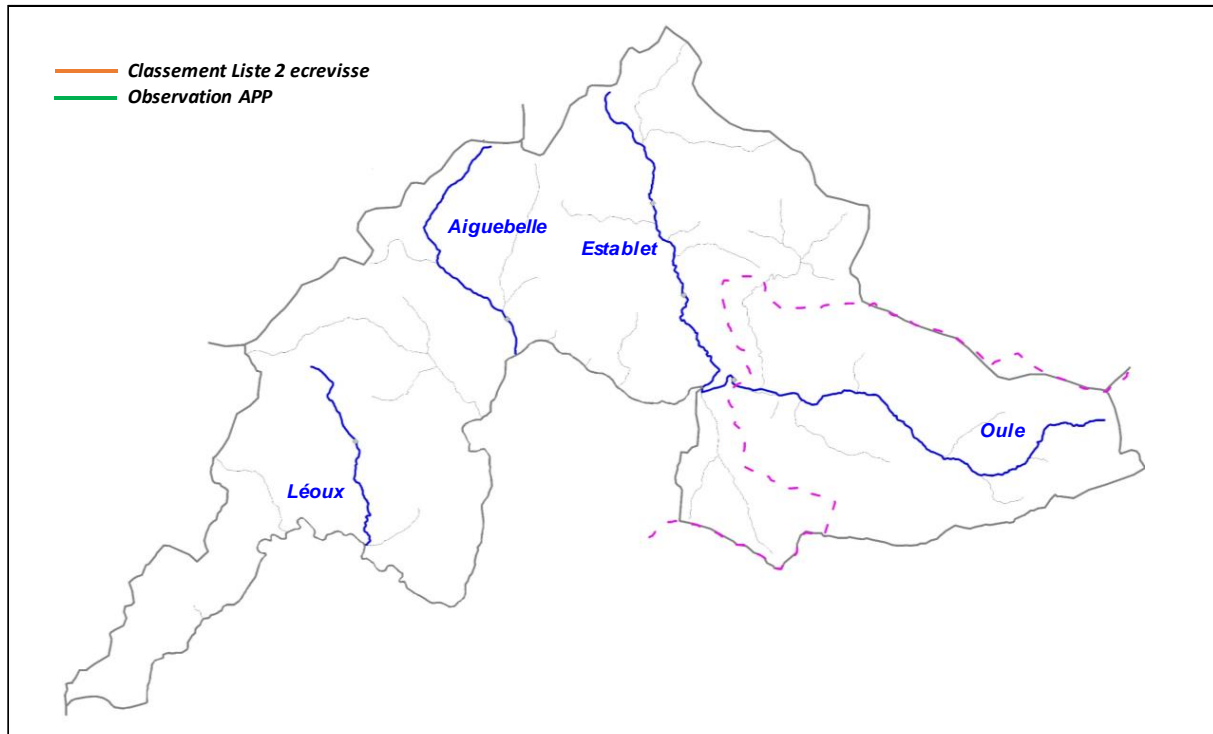 Classement Liste 2 ecrevisse
Observation APP
Aiguebelle
Establet
Oule
Léoux